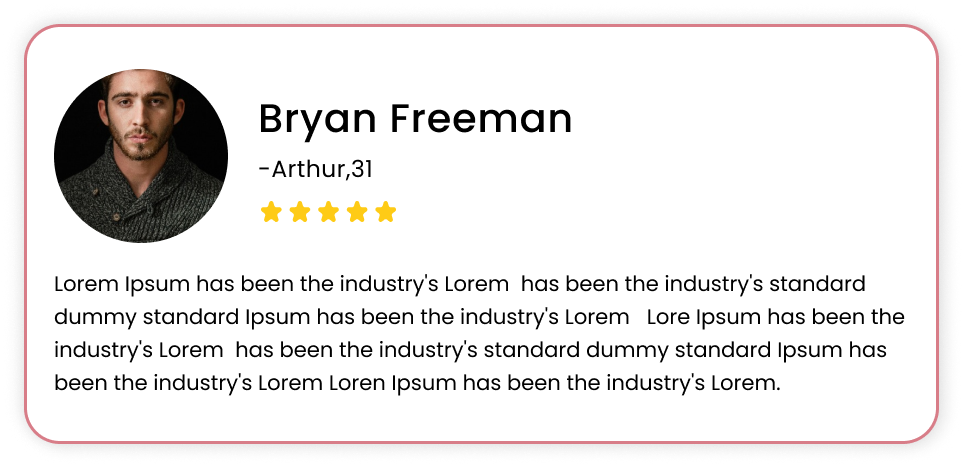 Bryan Freeman
-Arthur,31
Lorem Ipsum has been the industry's Lorem  has been the industry's standard
dummy standard Ipsum has been the industry's Lorem   Lore Ipsum has been the
industry's Lorem  has been the industry's standard dummy standard Ipsum has
been the industry's Lorem Loren Ipsum has been the industry's Lorem.